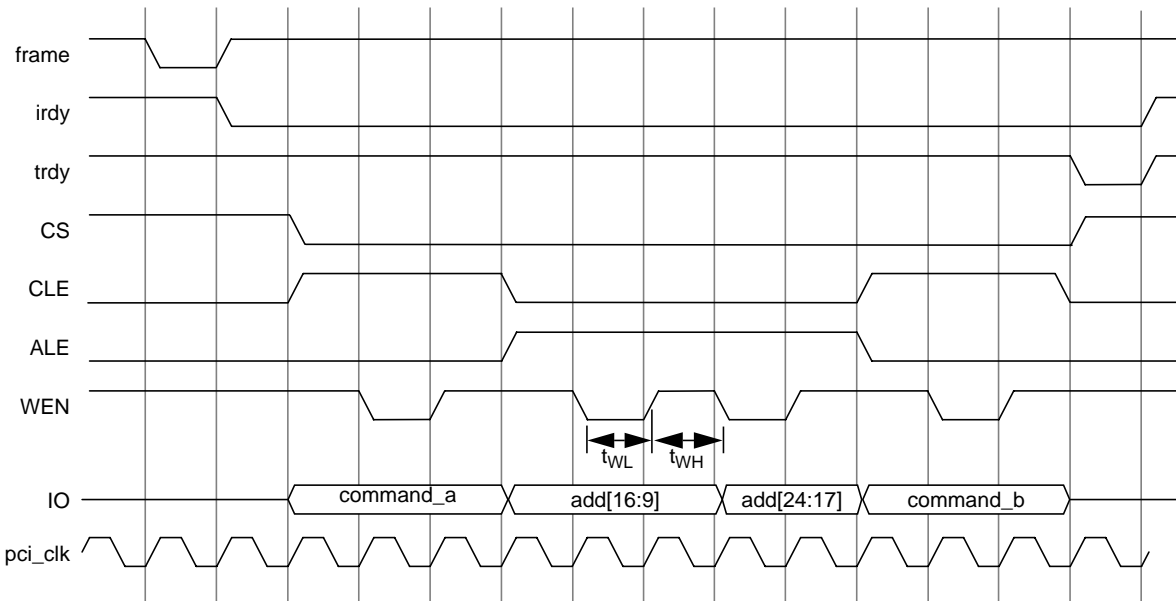 frame
irdy
trdy
CS
CLE
ALE
WEN
tWL tWH
IO command_a add[16:9] add[24:17] command_b
pci_clk